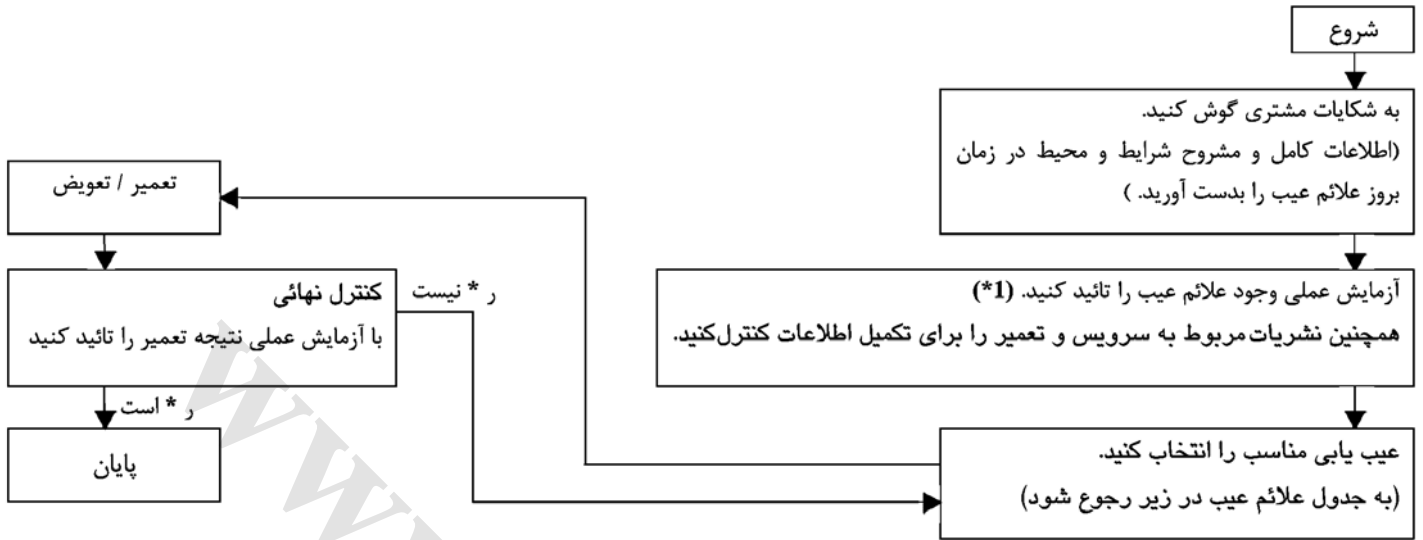 شروع
به شکایات مشتری گوش کنید.
(اطلاعات کامل و مشروح شرایط و محیط در زمان
بروز علائم عیب را بدست آورید. )
آزمایش عملی وجود علائم عیب را تائید کنید. (1*)
همچنین نشریات مربوط به سرویس و تعمیر را برای تکمیل اطلاعات کنترل کنید.
عیب یابی مناسب را انتخاب کنید.
(به جدول علائم عیب در زیر رجوع شود)
تعمیر / تعویض
کنترل نهائی
با آزمایش عملی نتیجه تعمیر را تائید کنید
ر * نیست
ر * است
پایان
www